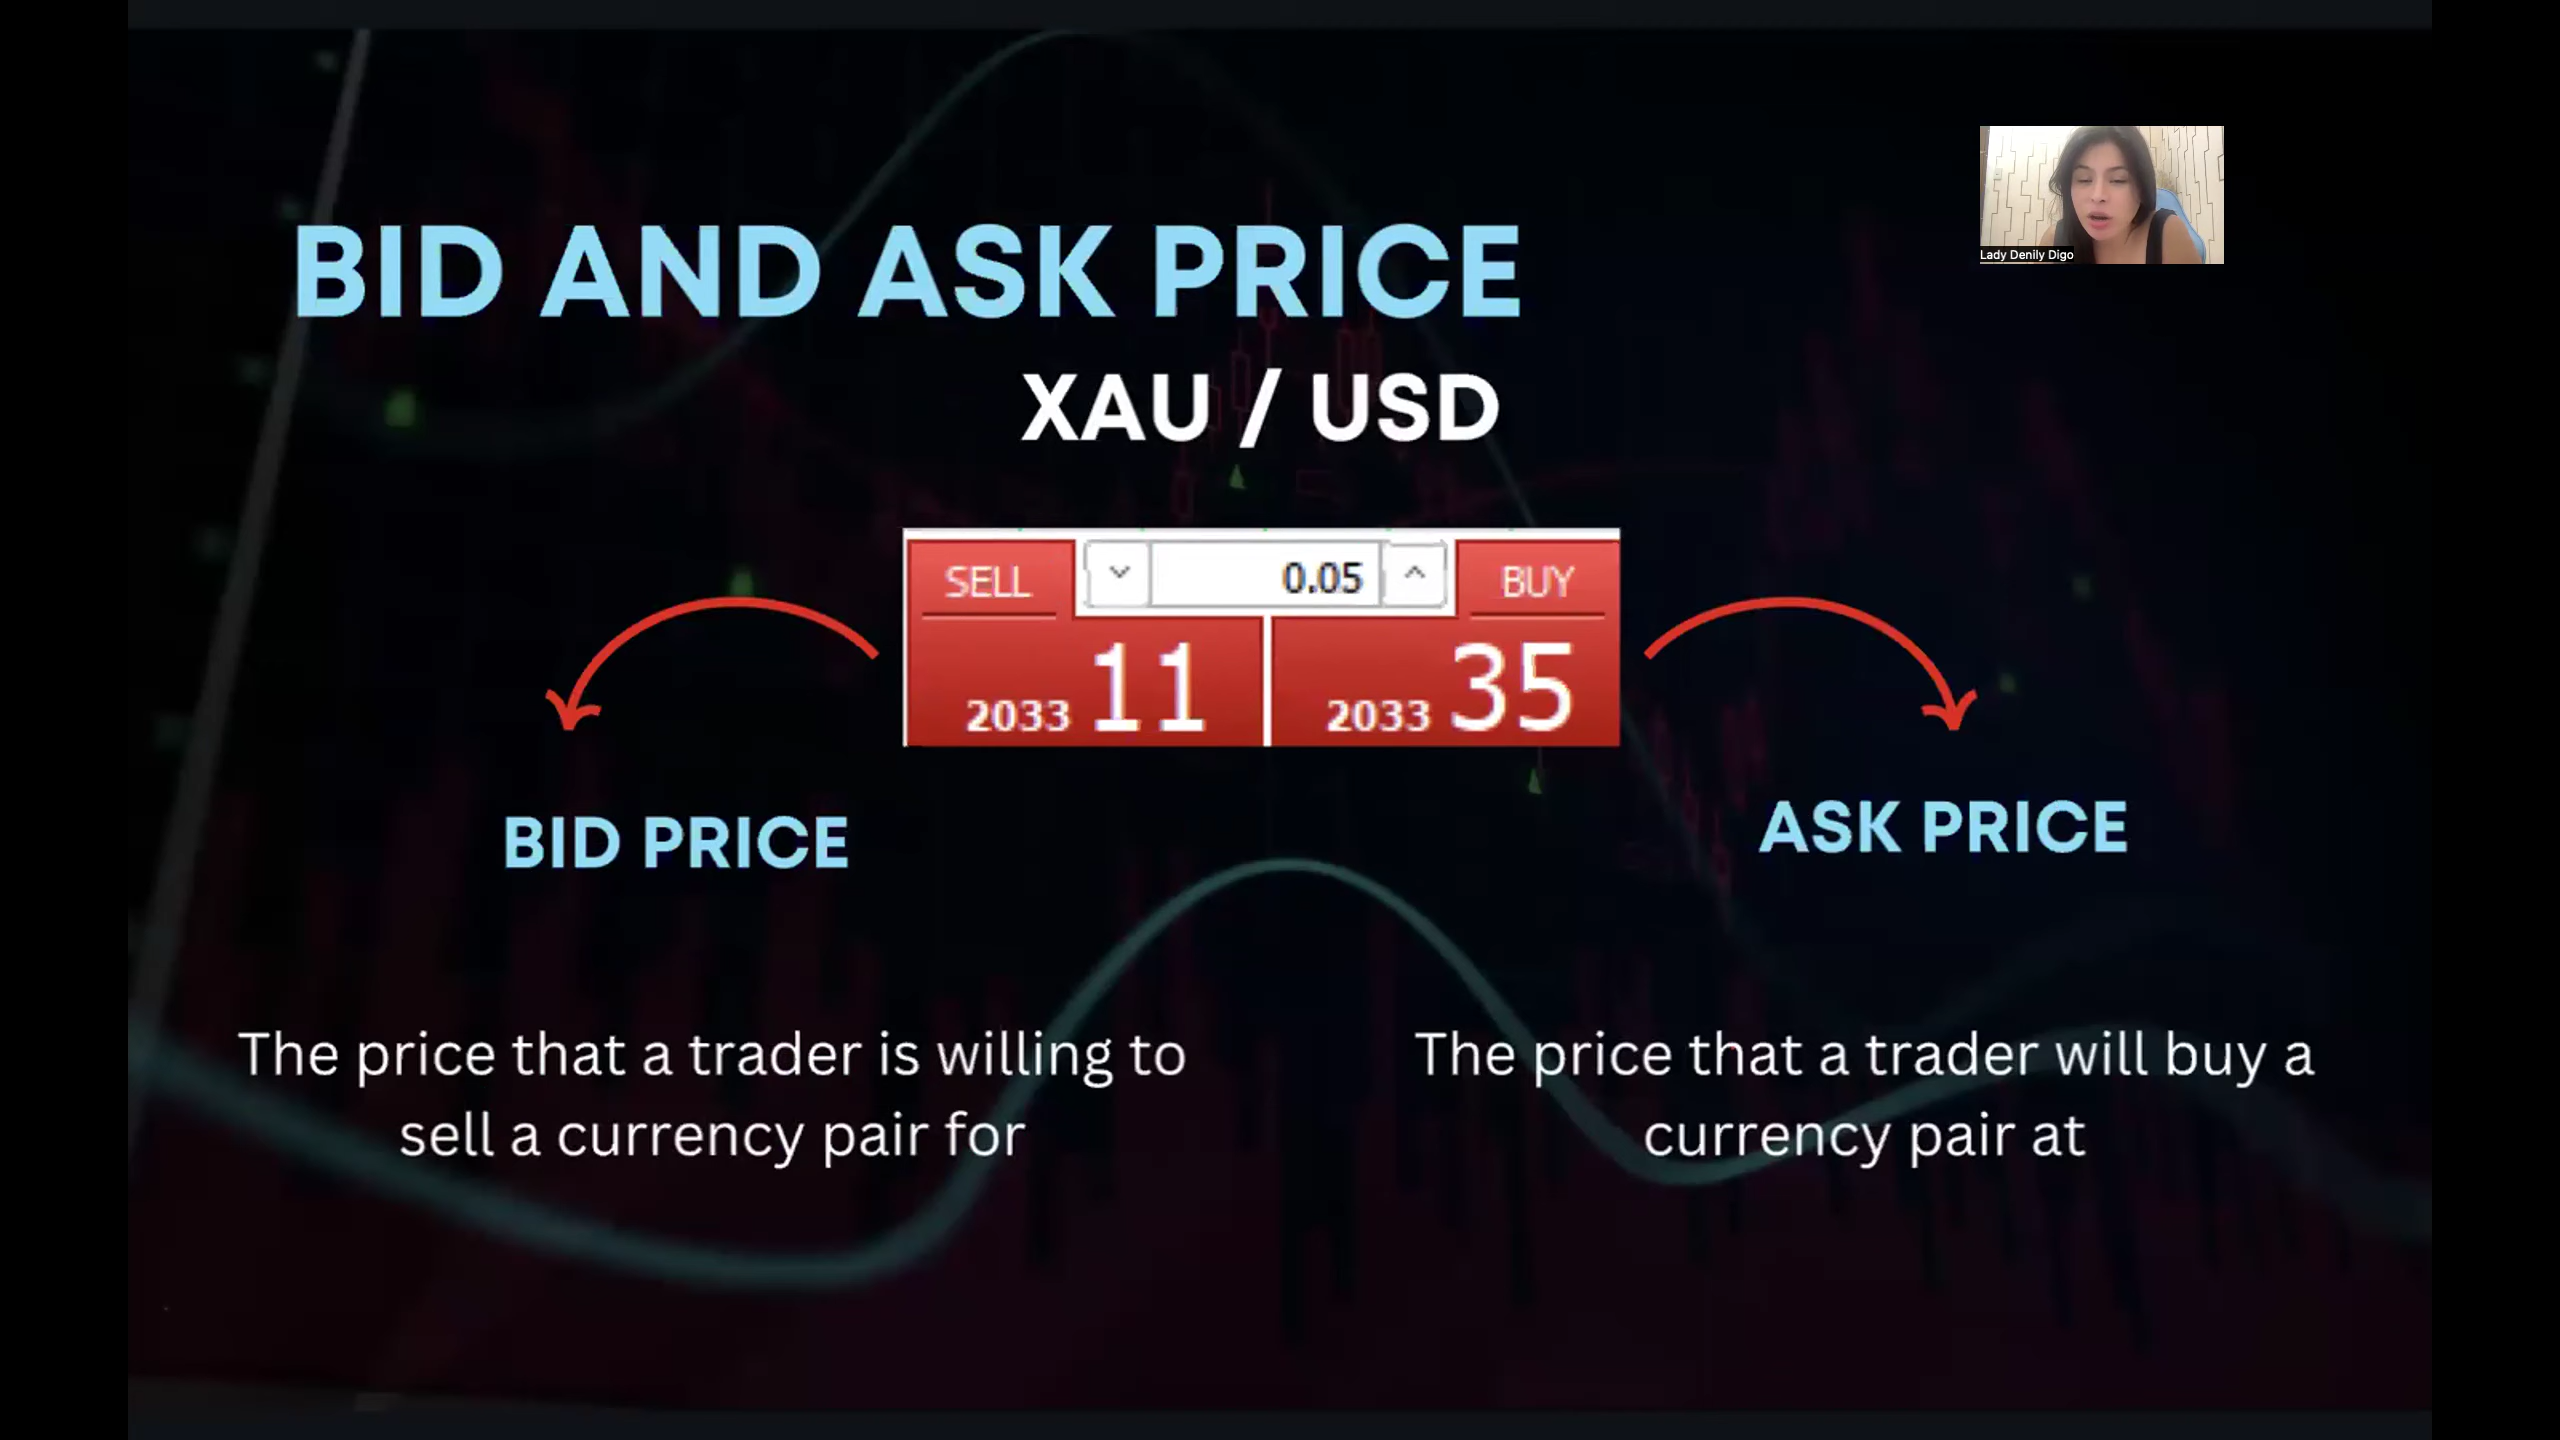 Lady Denily Digo
BID AND ASK PRICE
XAU / USD
SELL 0.05 BUY
2033 11 2033 35
BID PRICE
ASK PRICE
The price that a trader is willing to
sell a currency pair for
The price that a trader will buy a
currency pair at